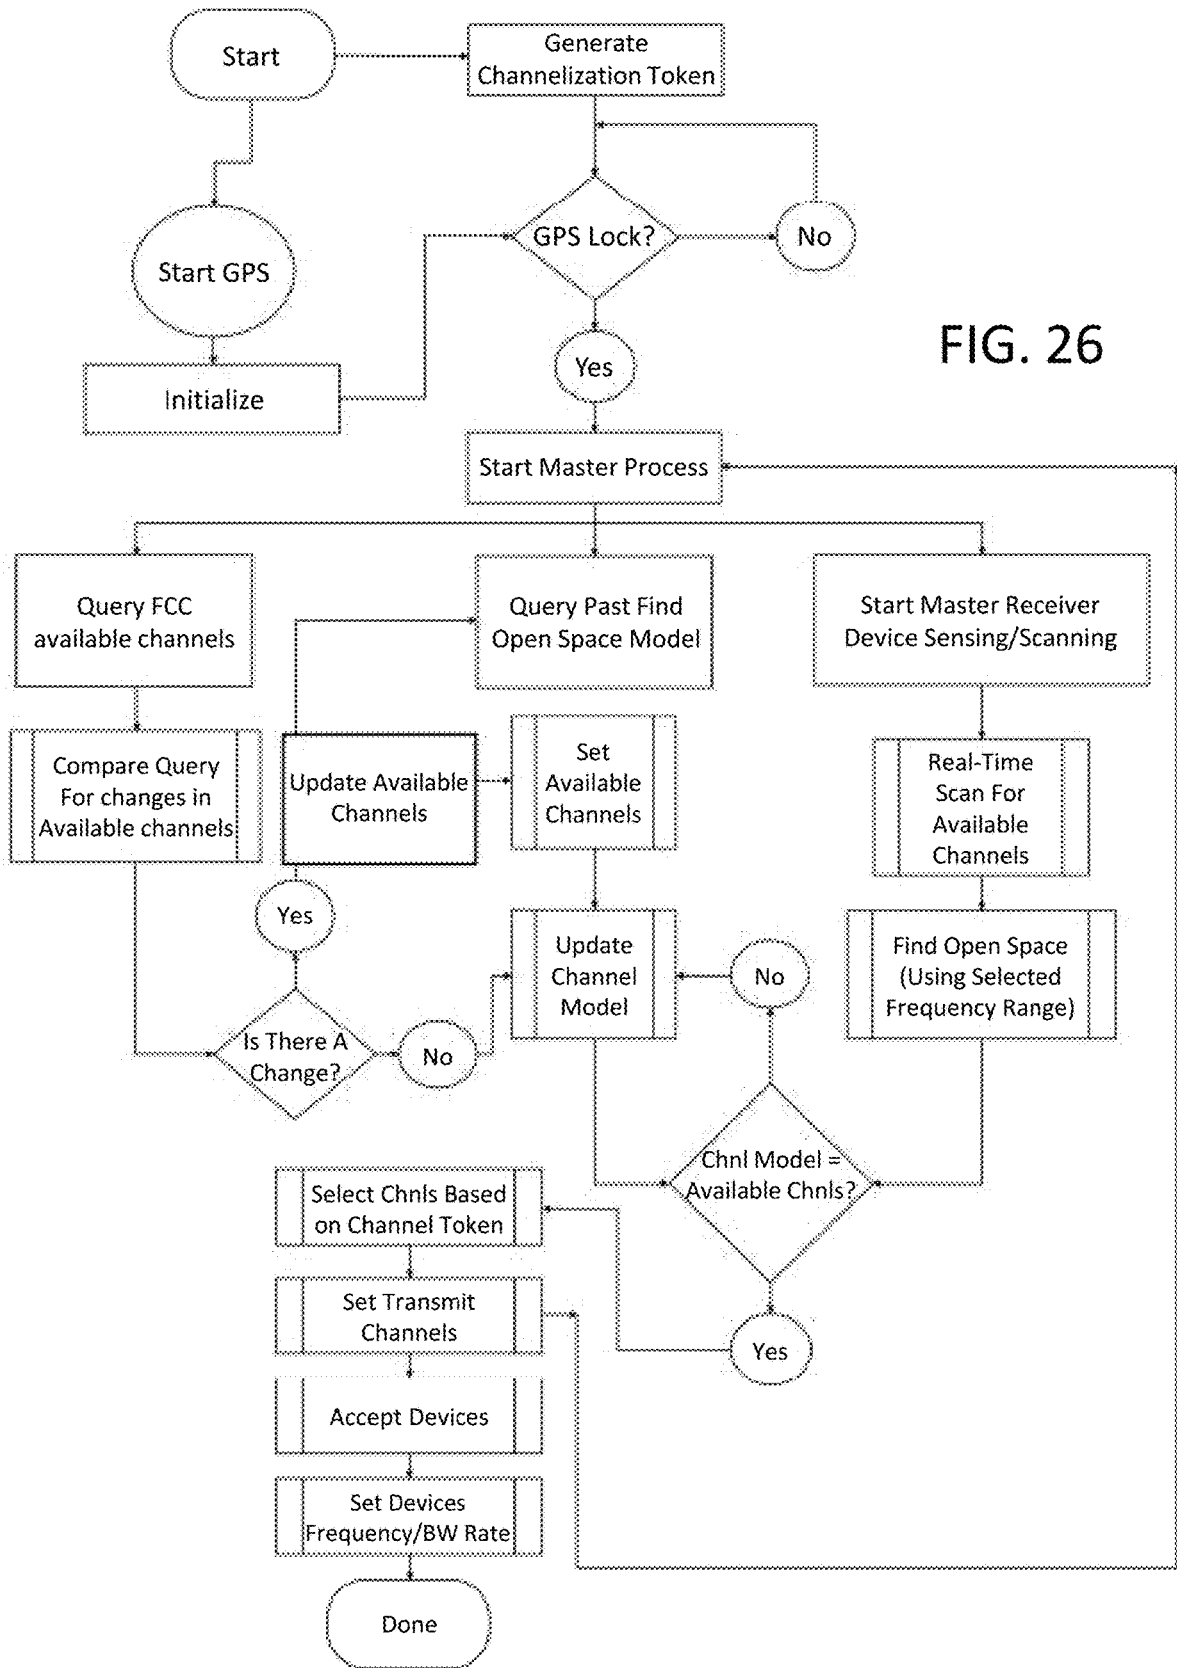 Start
Generate
Channelization Token
GPS Lock?
No
Start GPS
Yes
FIG. 26
Initialize
Start Master Process
Query FCC
available channels
Query Past Find
Open Space Model
Start Master Receiver
Device Sensing/Scanning
Compare Query
For changes in
Available channels
Update Available
Channels
Set
Available
Channels
Real-Time
Scan For
Available
Channels
Yes
Update
Channel
Model
No
Find Open Space
(Using Selected
Frequency Range)
Is There A
Change?
No
Chnl Model =
Available Chnls?
Select Chnls Based
on Channel Token
Set Transmit
Channels
Yes
Accept Devices
Set Devices
Frequency/BW Rate
Done